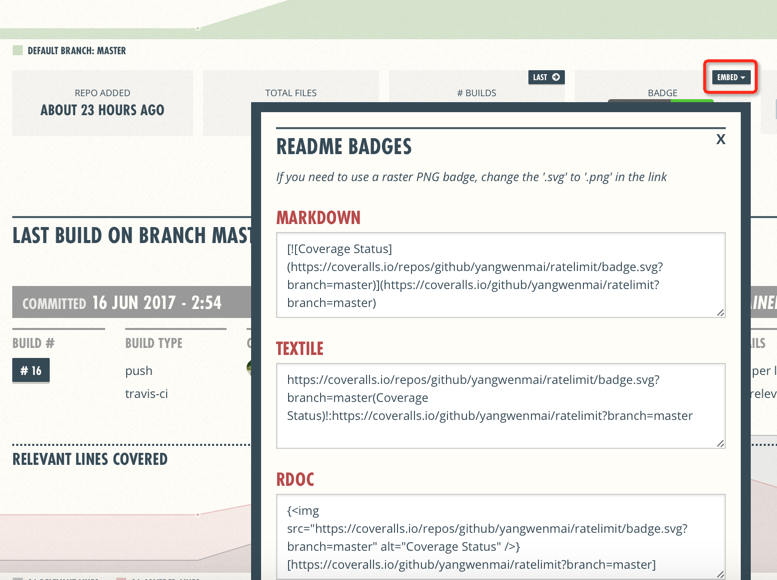 DEFAULT BRANCH: MASTER
REPO ADDED
ABOUT 23 HOURS AGO
TOTAL FILES
LAST
# BUILDS
EMBED
BADGE
README BADGES
X
If you need to use a raster PNG badge, change the '.svg' to '.png' in the link
MARKDOWN
[![Coverage Status]
(https://coveralls.io/repos/github/yangwenmai/ratelimit/badge.svg?
branch=master)](https://coveralls.io/github/yangwenmai/ratelimit?
branch=master)
TEXTILE
https://coveralls.io/repos/github/yangwenmai/ratelimit/badge.svg?
branch=master(Coverage
Status)!:https://coveralls.io/github/yangwenmai/ratelimit?branch=master
RDOC
{<img
src="https://coveralls.io/repos/github/yangwenmai/ratelimit/badge.svg?
branch=master" alt="Coverage Status" />}
[https://coveralls.io/github/yangwenmai/ratelimit?branch=master]
LAST BUILD ON BRANCH MAST
COMMITTED 16 JUN 2017 - 2:54
BUILD #
# 16
BUILD TYPE
push
travis-ci
RELEVANT LINES COVERED